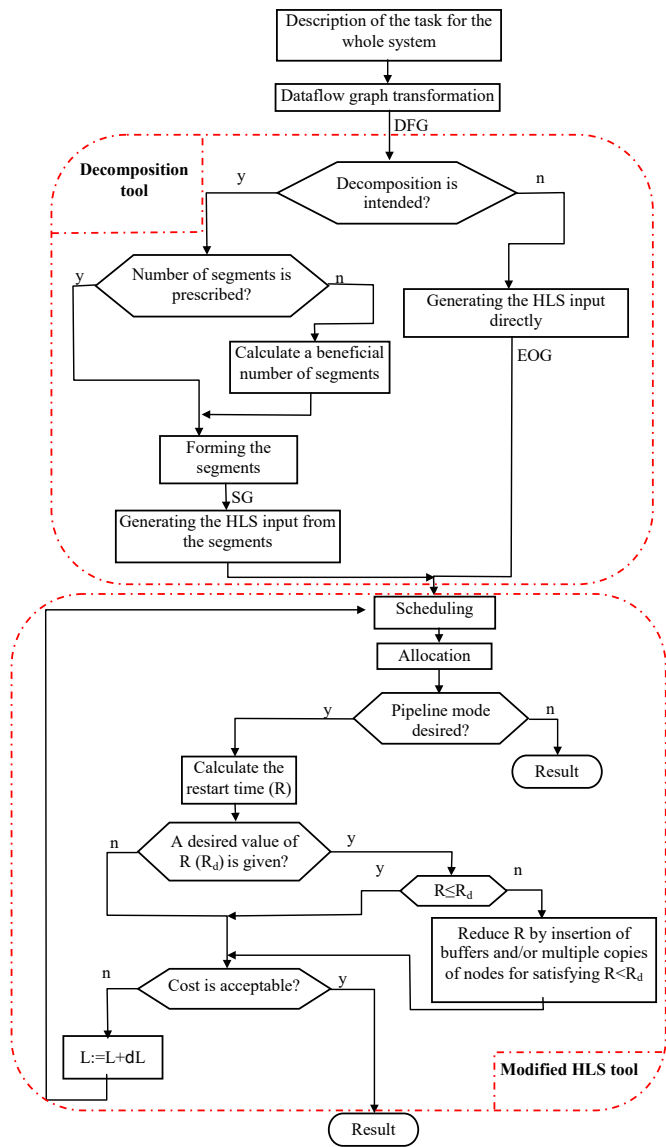 Description of the task for the
whole system
Dataflow graph transformation
DFG
Decomposition
tool
y
Decomposition is
intended?
n
y
Number of segments is
prescribed?
n
Generating the HLS input
directly
Calculate a beneficial
number of segments
EOG
Forming the
segments
SG
Generating the HLS input from
the segments
Scheduling
Allocation
y
Pipeline mode
desired?
n
Calculate the
restart time (R)
Result
n
A desired value of
R (Rd) is given?
y
y
R≤Rd
n
Reduce R by insertion of
buffers and/or multiple copies
of nodes for satisfying R<Rd
n
Cost is acceptable?
y
L:=L+dL
Modified HLS tool
Result